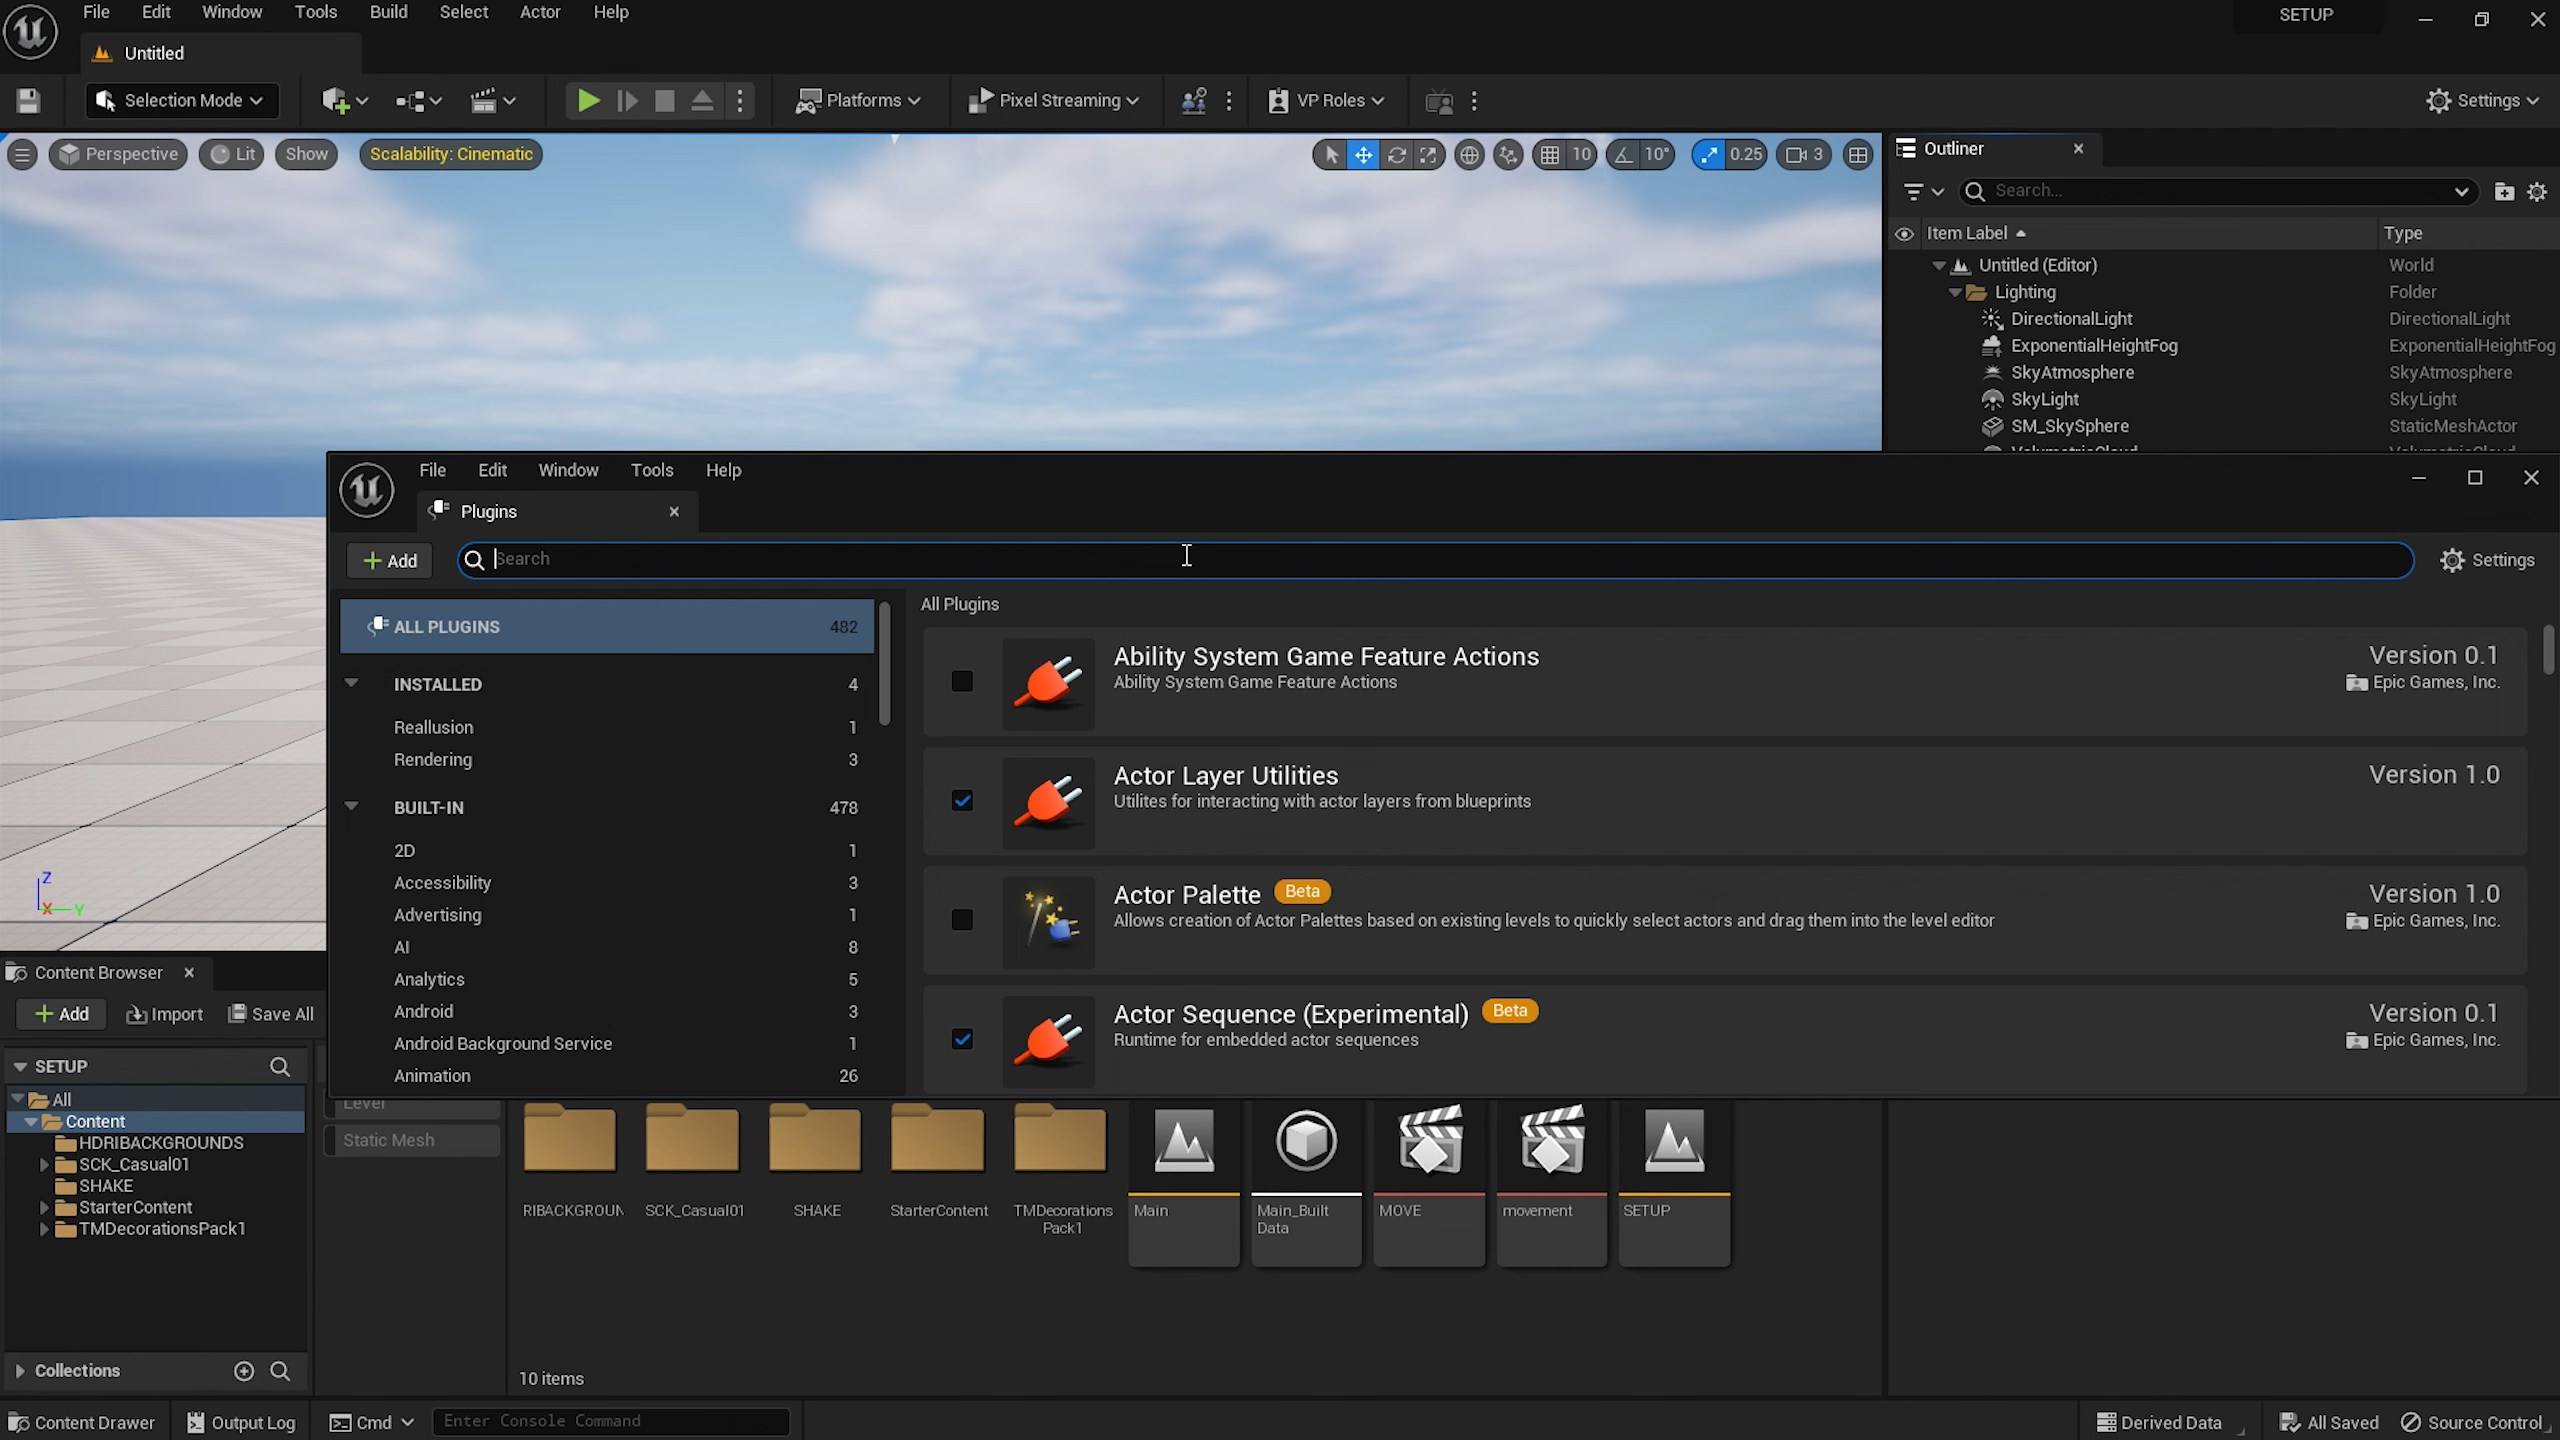 File Edit Window Tools Build Select Actor Help
SETUP
Untitled
Selection Mode
Platforms
Pixel Streaming
VP Roles
Settings
Perspective
Lit
Show
Scalability: Cinematic
10
10°
0.25
3
Outliner
Search...
Item Label
Type
Untitled (Editor) World
Lighting Folder
DirectionalLight DirectionalLight
ExponentialHeightFog ExponentialHeightFog
SkyAtmosphere SkyAtmosphere
SkyLight SkyLight
SM_SkySphere StaticMeshActor
VolumetricCloud
File Edit Window Tools Help
Plugins
Add
Search
Settings
ALL PLUGINS 482
INSTALLED 4
Reallusion 1
Rendering 3
BUILT-IN 478
2D 1
Accessibility 3
Advertising 1
AI 8
Analytics 5
Android 3
Android Background Service 1
Animation 26
All Plugins
Ability System Game Feature Actions
Version 0.1
Ability System Game Feature Actions
Epic Games, Inc.
Actor Layer Utilities
Version 1.0
Utilites for interacting with actor layers from blueprints
Actor Palette Beta
Version 1.0
Allows creation of Actor Palettes based on existing levels to quickly select actors and drag them into the level editor
Epic Games, Inc.
Actor Sequence (Experimental) Beta
Version 0.1
Runtime for embedded actor sequences
Epic Games, Inc.
Z
X
Y
Content Browser
Add
Import
Save All
SETUP
All
Content
HDRIBACKGROUNDS
SCK_Casual01
SHAKE
StarterContent
TMDecorationsPack1
Collections
Level
Static Mesh
RIBACKGROUN
SCK_Casual01
SHAKE
StarterContent
TMDecorations
Pack1
Main
Main_Built
Data
MOVE
movement
SETUP
10 items
Content Drawer
Output Log
Cmd
Enter Console Command
Derived Data
All Saved
Source Control